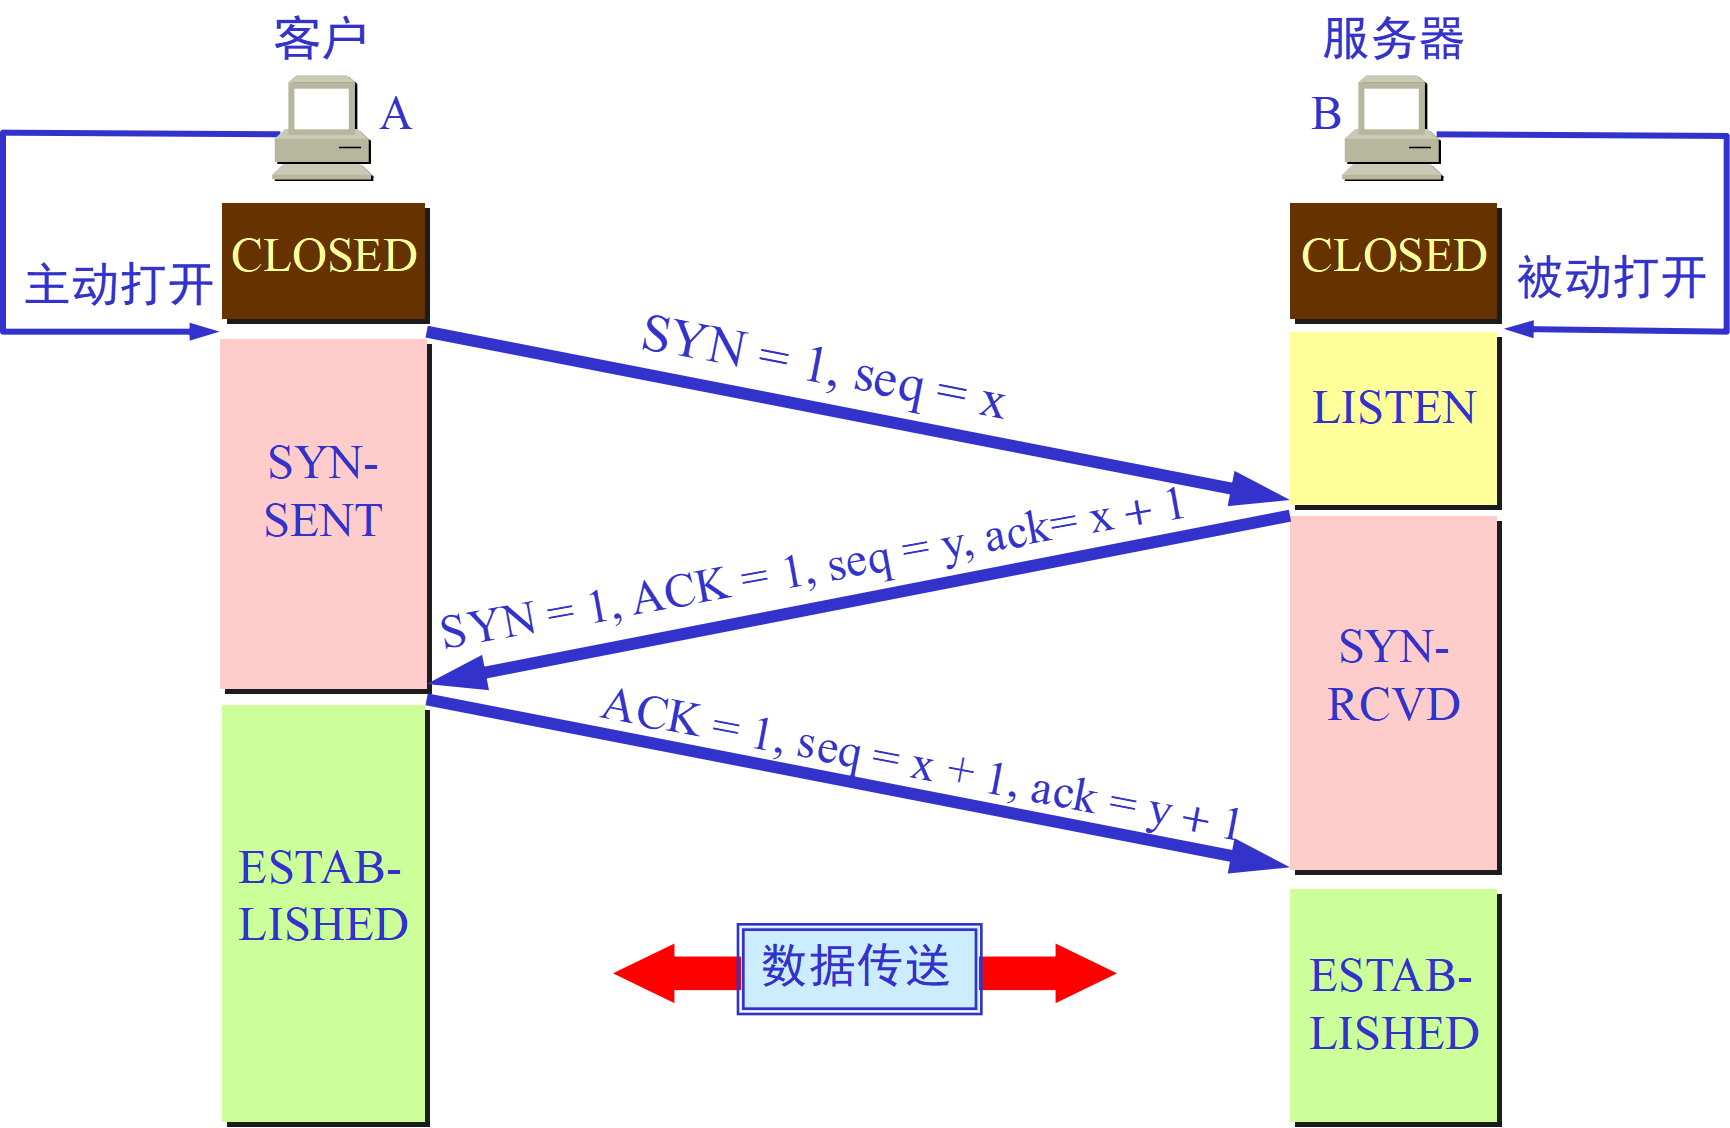 客户
服务器
A
B
CLOSED
CLOSED
主动打开
被动打开
SYN = 1, seq = x
LISTEN
SYN-
SENT
SYN = 1, ACK = 1, seq = y, ack= x + 1
SYN-
RCVD
ACK = 1, seq = x + 1, ack = y + 1
ESTAB-
LISHED
数据传送
ESTAB-
LISHED